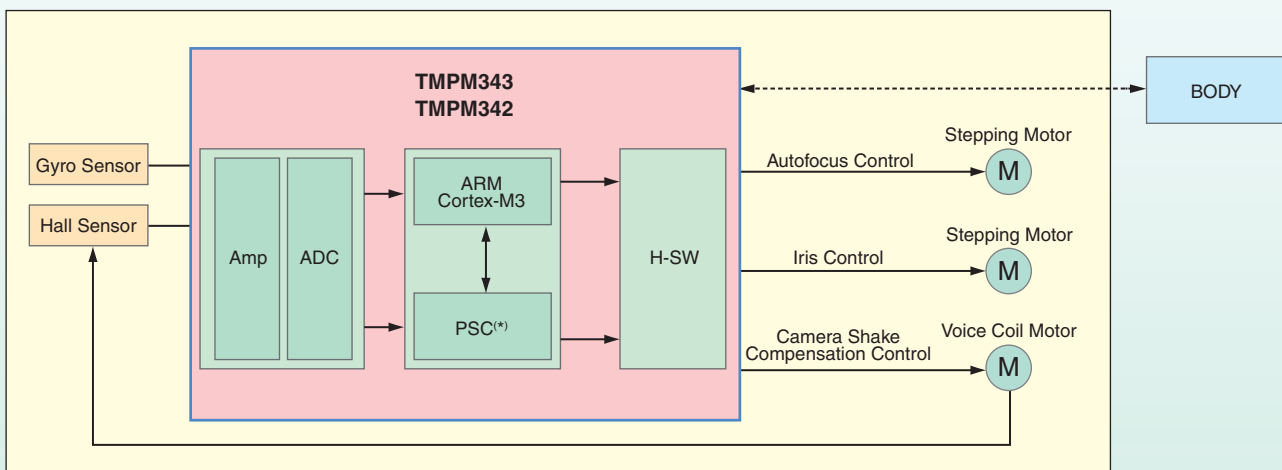 TMPM343
TMPM342
BODY
Gyro Sensor
Hall Sensor
Amp
ADC
ARM
Cortex-M3
PSC(*)
H-SW
Autofocus Control
Stepping Motor
M
Iris Control
Stepping Motor
M
Camera Shake
Compensation Control
Voice Coil Motor
M